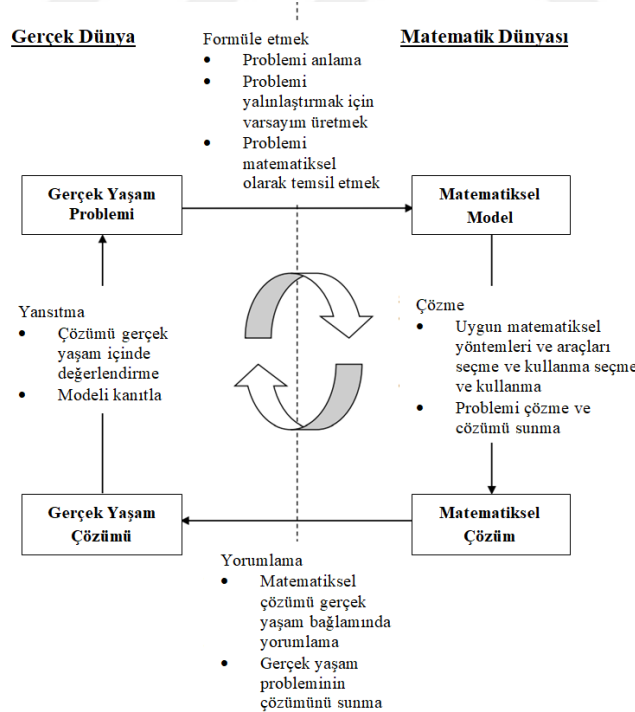 Gerçek Dünya
Formüle etmek
Matematik Dünyası
• Problemi anlama
• Problemi
yalınlaştırmak için
varsayım üretmek
• Problemi
matematiksel
olarak temsil etmek
Gerçek Yaşam
Problemi
Matematiksel
Model
Yansıtma
• Çözümü gerçek
yaşam içinde
değerlendirme
• Modeli kanıtla
Çözme
• Uygun matematiksel
yöntemleri ve araçları
seçme ve kullanma seçme
ve kullanma
• Problemi çözme ve
cözümü sunma
Gerçek Yaşam
Çözümü
Matematiksel
Çözüm
Yorumlama
• Matematiksel
çözümü gerçek
yaşam bağlamında
yorumlama
• Gerçek yaşam
probleminin
çözümünü sunma